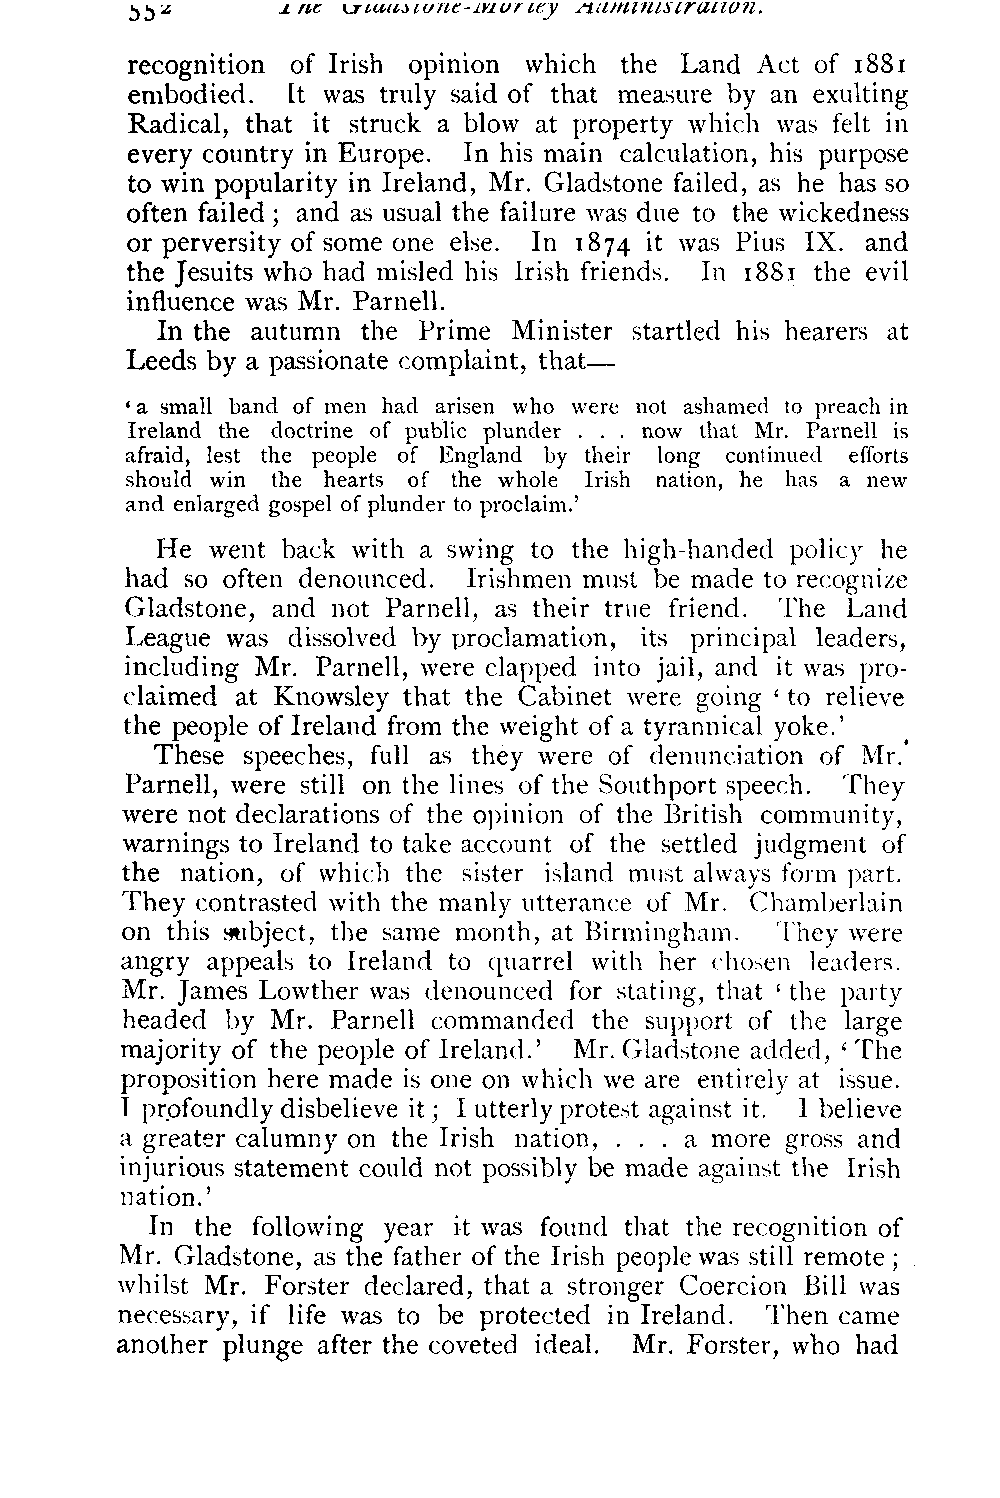 552 The Gladstone-Morley Administration.
recognition of Irish opinion which the Land Act of 1881
embodied. It was truly said of that measure by an exulting
Radical, that it struck a blow at property which was felt in
every country in Europe. In his main calculation, his purpose
to win popularity in Ireland, Mr. Gladstone failed, as he has so
often failed ; and as usual the failure was due to the wickedness
or perversity of some one else. In 1874 it was Pius IX. and
the Jesuits who had misled his Irish friends. In 1881 the evil
influence was Mr. Parnell.
In the autumn the Prime Minister startled his hearers at
Leeds by a passionate complaint, that—
‘ a small band of men had arisen who were not ashamed to preach in
Ireland the doctrine of public plunder . . . now that Mr. Parnell is
afraid, lest the people of England by their long continued efforts
should win the hearts of the whole Irish nation, he has a new
and enlarged gospel of plunder to proclaim.’
He went back with a swing to the high-handed policy he
had so often denounced. Irishmen must be made to recognize
Gladstone, and not Parnell, as their true friend. The Land
League was dissolved by proclamation, its principal leaders,
including Mr. Parnell, were clapped into jail, and it was pro-
claimed at Knowsley that the Cabinet were going ‘ to relieve
the people of Ireland from the weight of a tyrannical yoke.’
These speeches, full as they were of denunciation of Mr.
Parnell, were still on the lines of the Southport speech. They
were not declarations of the opinion of the British community,
warnings to Ireland to take account of the settled judgment of
the nation, of which the sister island must always form part.
They contrasted with the manly utterance of Mr. Chamberlain
on this subject, the same month, at Birmingham. They were
angry appeals to Ireland to quarrel with her chosen leaders.
Mr. James Lowther was denounced for stating, that ‘ the party
headed by Mr. Parnell commanded the support of the large
majority of the people of Ireland.’ Mr. Gladstone added, ‘ The
proposition here made is one on which we are entirely at issue.
I profoundly disbelieve it ; I utterly protest against it. I believe
a greater calumny on the Irish nation, . . . a more gross and
injurious statement could not possibly be made against the Irish
nation.’
In the following year it was found that the recognition of
Mr. Gladstone, as the father of the Irish people was still remote ;
whilst Mr. Forster declared, that a stronger Coercion Bill was
necessary, if life was to be protected in Ireland. Then came
another plunge after the coveted ideal. Mr. Forster, who had